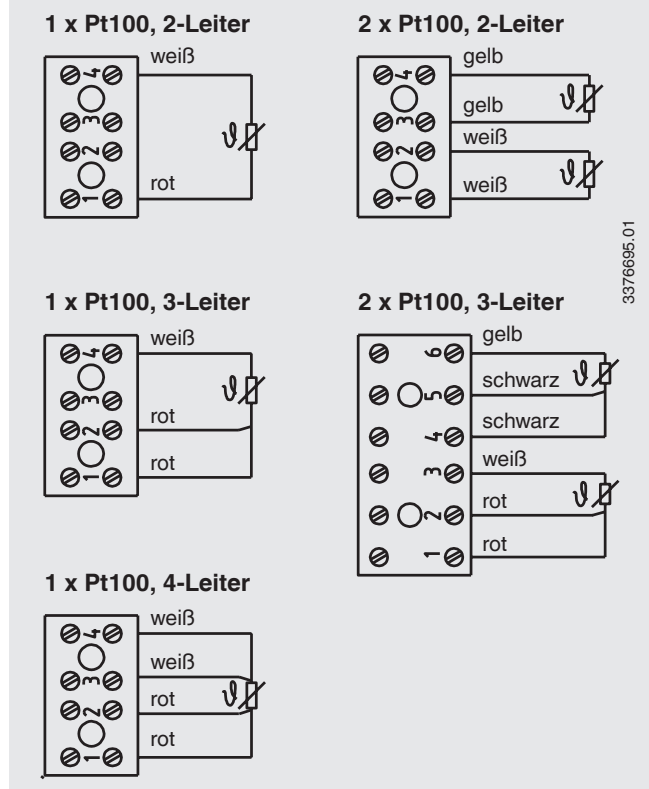 1 x Pt100, 2-Leiter
weiß
4
3
2
1
rot
ϑ
2 x Pt100, 2-Leiter
gelb
4
gelb
3
weiß
2
weiß
1
ϑ
ϑ
3376695.01
1 x Pt100, 3-Leiter
weiß
4
3
rot
2
rot
1
ϑ
2 x Pt100, 3-Leiter
gelb
6
schwarz
5
schwarz
4
weiß
3
rot
2
rot
1
ϑ
ϑ
1 x Pt100, 4-Leiter
weiß
4
weiß
3
rot
2
rot
1
ϑ